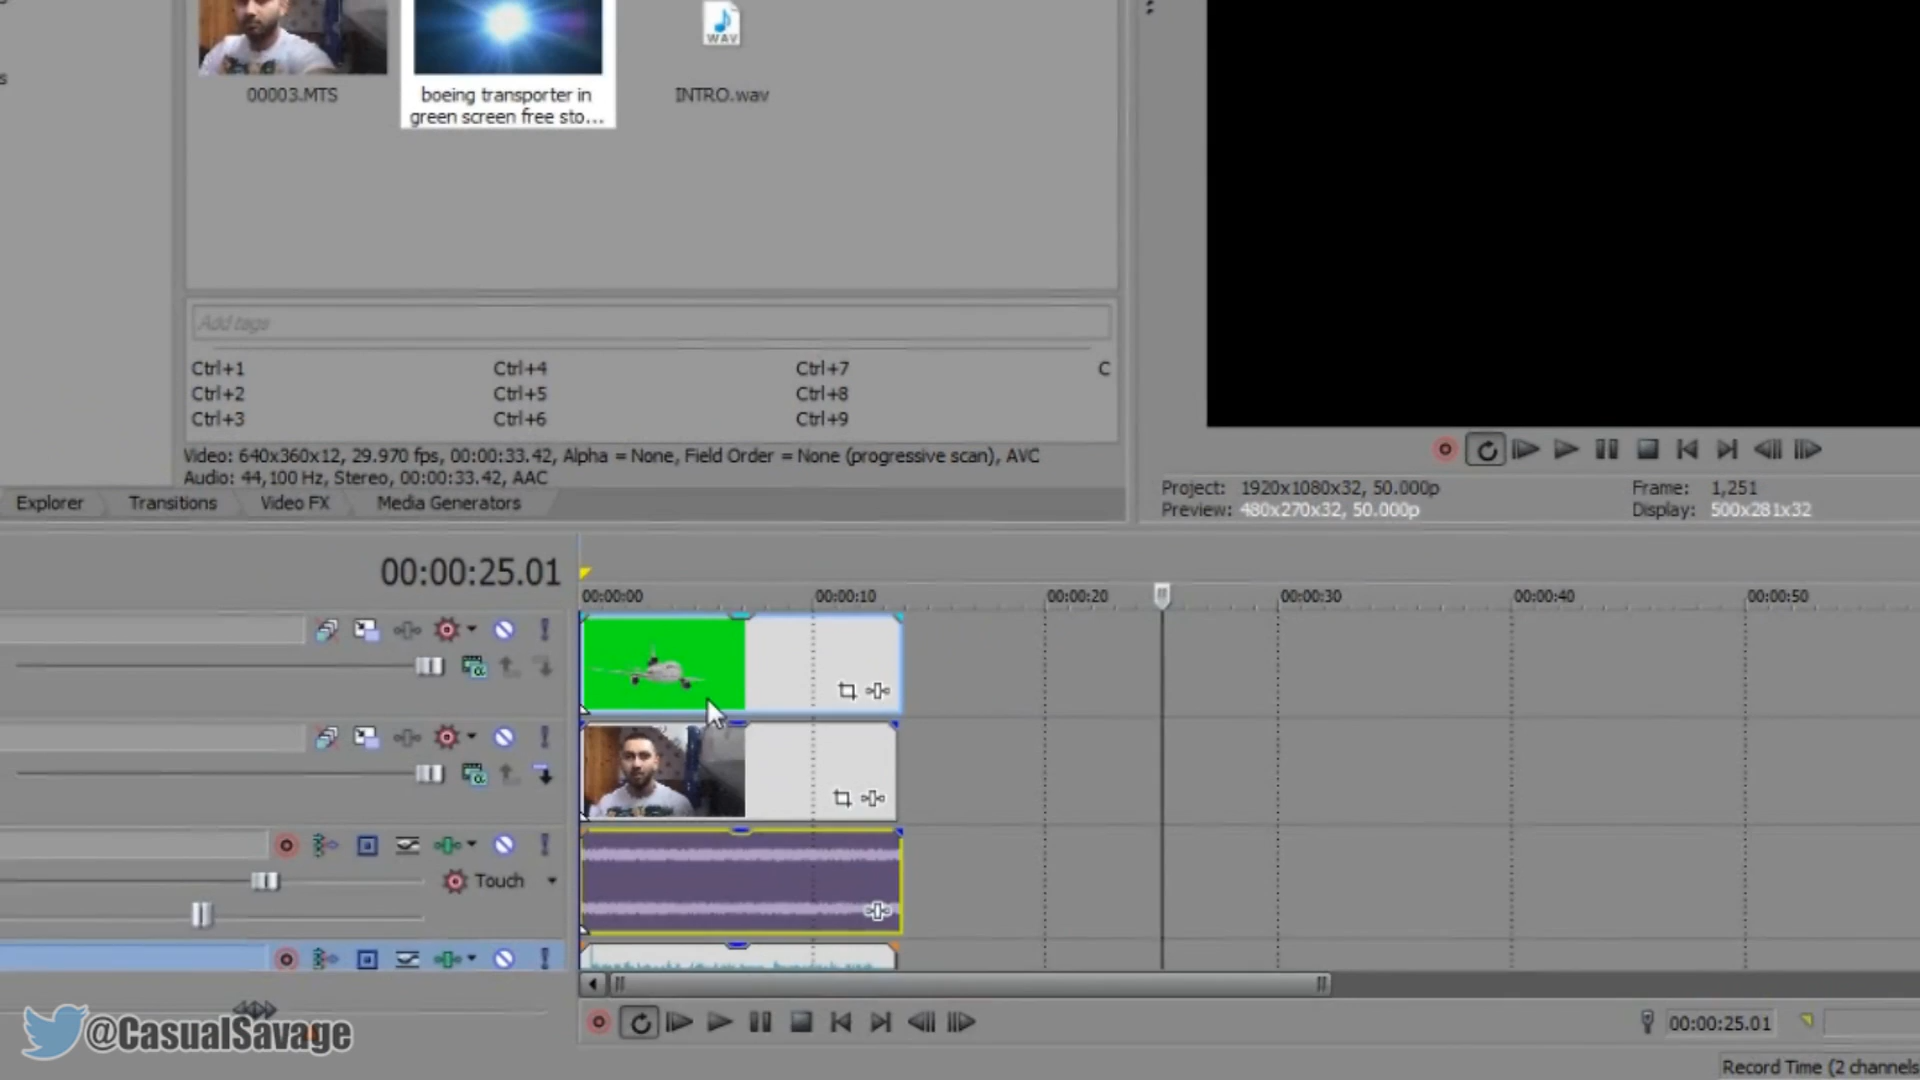 WAV
00003.MTS
boeing transporter in
green screen free sto...
INTRO.wav
Add tags
Ctrl+1 Ctrl+4 Ctrl+7 C
Ctrl+2 Ctrl+5 Ctrl+8
Ctrl+3 Ctrl+6 Ctrl+9
Video: 640x360x12, 29.970 fps, 00:00:33.42, Alpha = None, Field Order = None (progressive scan), AVC
Audio: 44,100 Hz, Stereo, 00:00:33.42, AAC
Explorer Transitions Video FX Media Generators
Project: 1920x1080x32, 50.000p Frame: 1,251
Preview: 480x270x32, 50.000p Display: 500x281x32
00:00:25.01
00:00:00 00:00:10 00:00:20 00:00:30 00:00:40 00:00:50
Touch
@CasualSavage
00:00:25.01
Record Time (2 channels